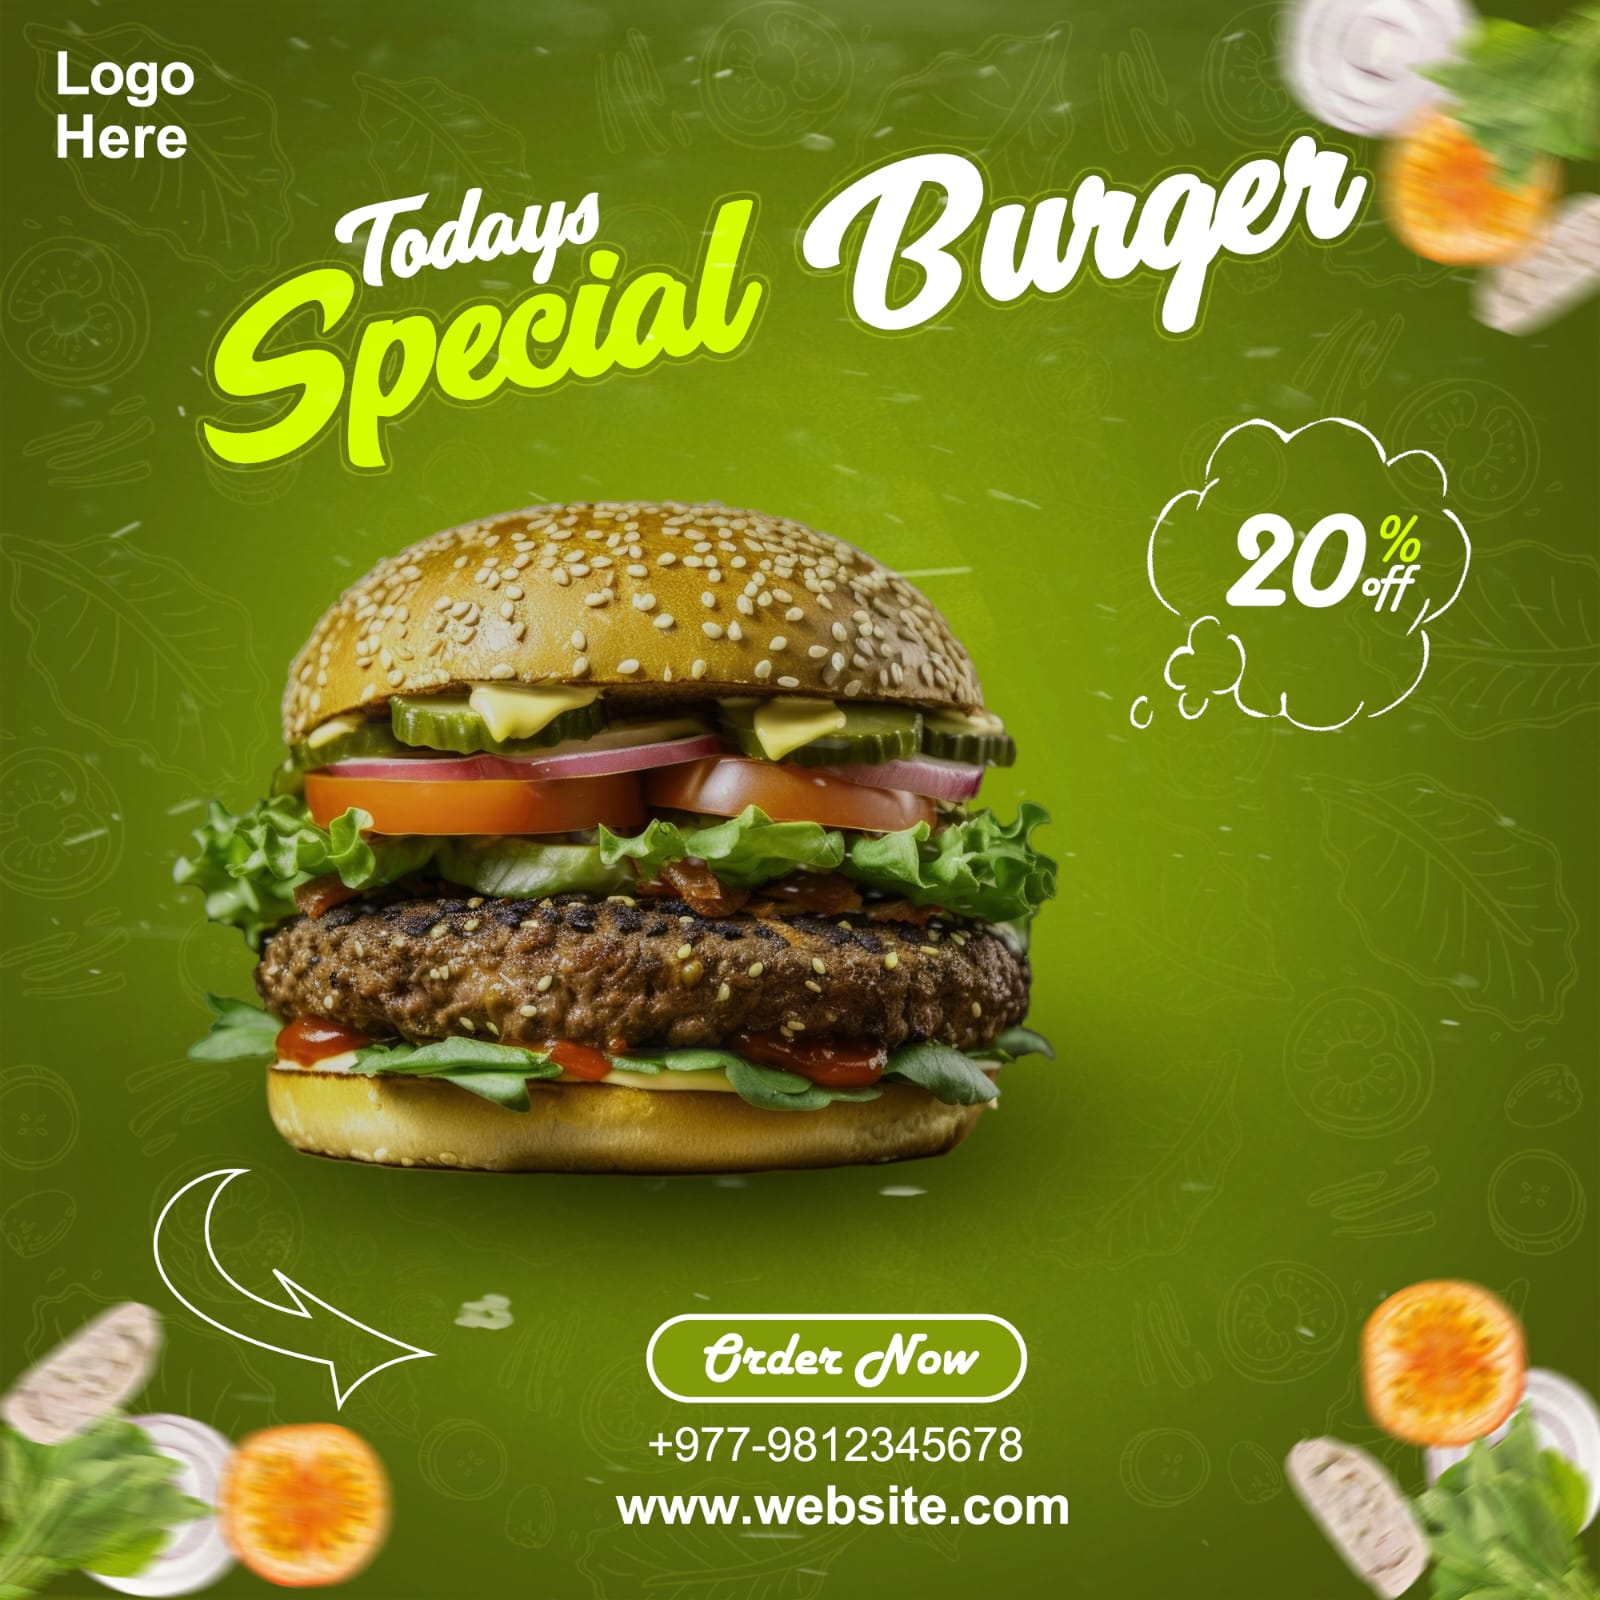 Logo
Here
Todays
Special Burger
20%
off
Order Now
+977-9812345678
www.website.com